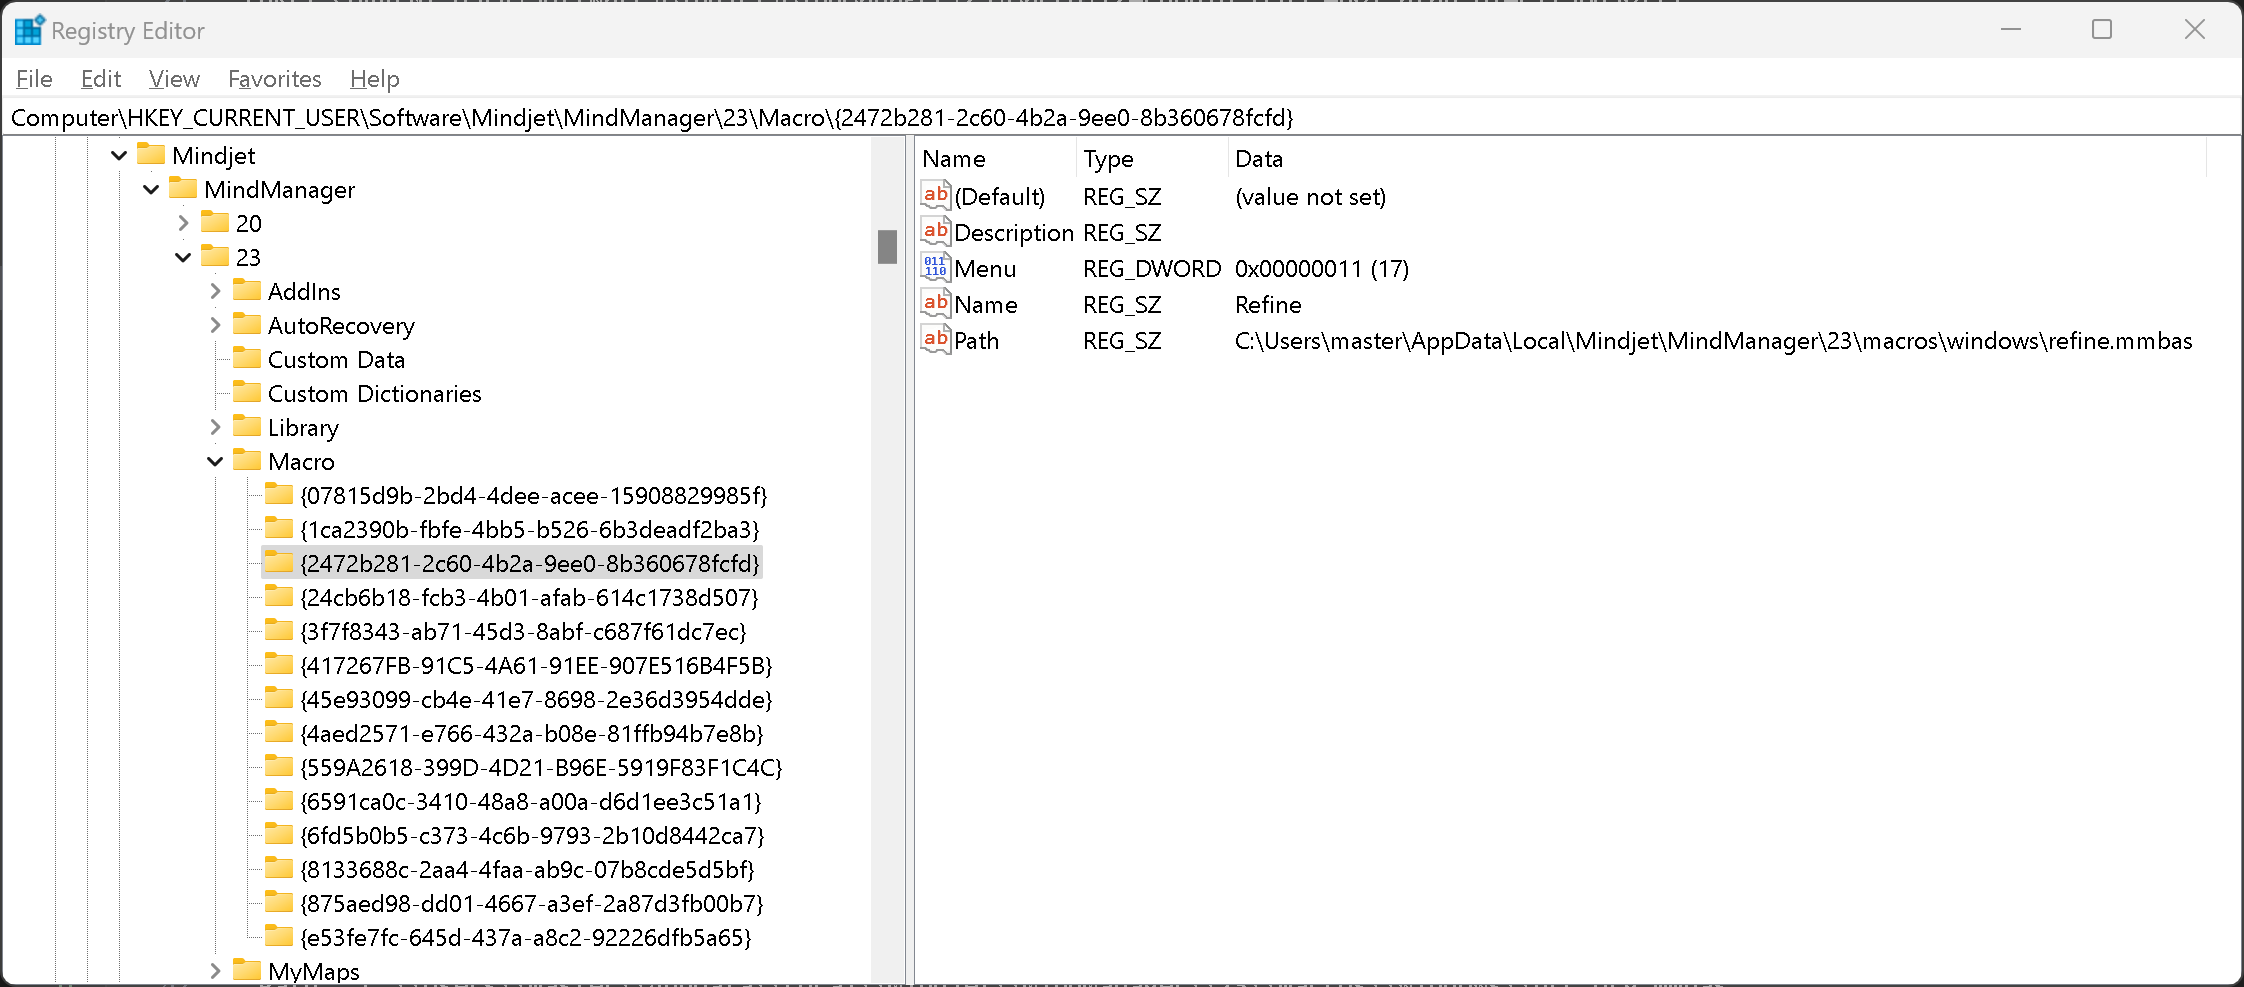 Registry Editor
File Edit View Favorites Help
Computer\HKEY_CURRENT_USER\Software\Mindjet\MindManager\23\Macro\{2472b281-2c60-4b2a-9ee0-8b360678fcfd}
Mindjet
MindManager
20
23
AddIns
AutoRecovery
Custom Data
Custom Dictionaries
Library
Macro
{07815d9b-2bd4-4dee-acee-15908829985f}
{1ca2390b-fbfe-4bb5-b526-6b3deadf2ba3}
{2472b281-2c60-4b2a-9ee0-8b360678fcfd}
{24cb6b18-fcb3-4b01-afab-614c1738d507}
{3f7f8343-ab71-45d3-8abf-c687f61dc7ec}
{417267FB-91C5-4A61-91EE-907E516B4F5B}
{45e93099-cb4e-41e7-8698-2e36d3954dde}
{4aed2571-e766-432a-b08e-81ffb94b7e8b}
{559A2618-399D-4D21-B96E-5919F83F1C4C}
{6591ca0c-3410-48a8-a00a-d6d1ee3c51a1}
{6fd5b0b5-c373-4c6b-9793-2b10d8442ca7}
{8133688c-2aa4-4faa-ab9c-07b8cde5d5bf}
{875aed98-dd01-4667-a3ef-2a87d3fb00b7}
{e53fe7fc-645d-437a-a8c2-92226dfb5a65}
MyMaps
Name Type Data
(Default) REG_SZ (value not set)
Description REG_SZ
Menu REG_DWORD 0x00000011 (17)
Name REG_SZ Refine
Path REG_SZ C:\Users\master\AppData\Local\Mindjet\MindManager\23\macros\windows\refine.mmbas